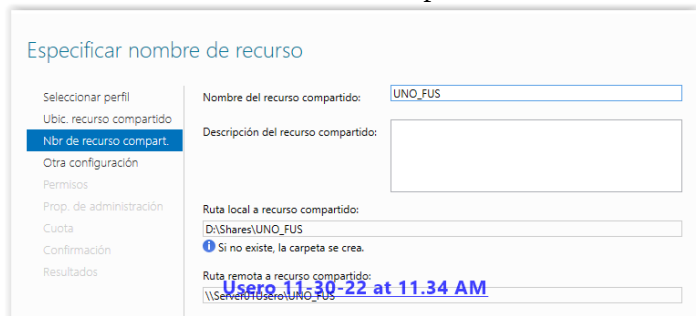 Especificar nombre de recurso
Seleccionar perfil
Ubic. recurso compartido
Nbr de recurso compart.
Otra configuración
Permisos
Prop. de administración
Cuota
Confirmación
Resultados
Nombre del recurso compartido:
UNO_FUS
Descripción del recurso compartido:
Ruta local a recurso compartido:
D:\Shares\UNO_FUS
Si no existe, la carpeta se crea.
Ruta remota a recurso compartido:
\\Server01Usero\UNO_FUS
Usero 11-30-22 at 11.34 AM